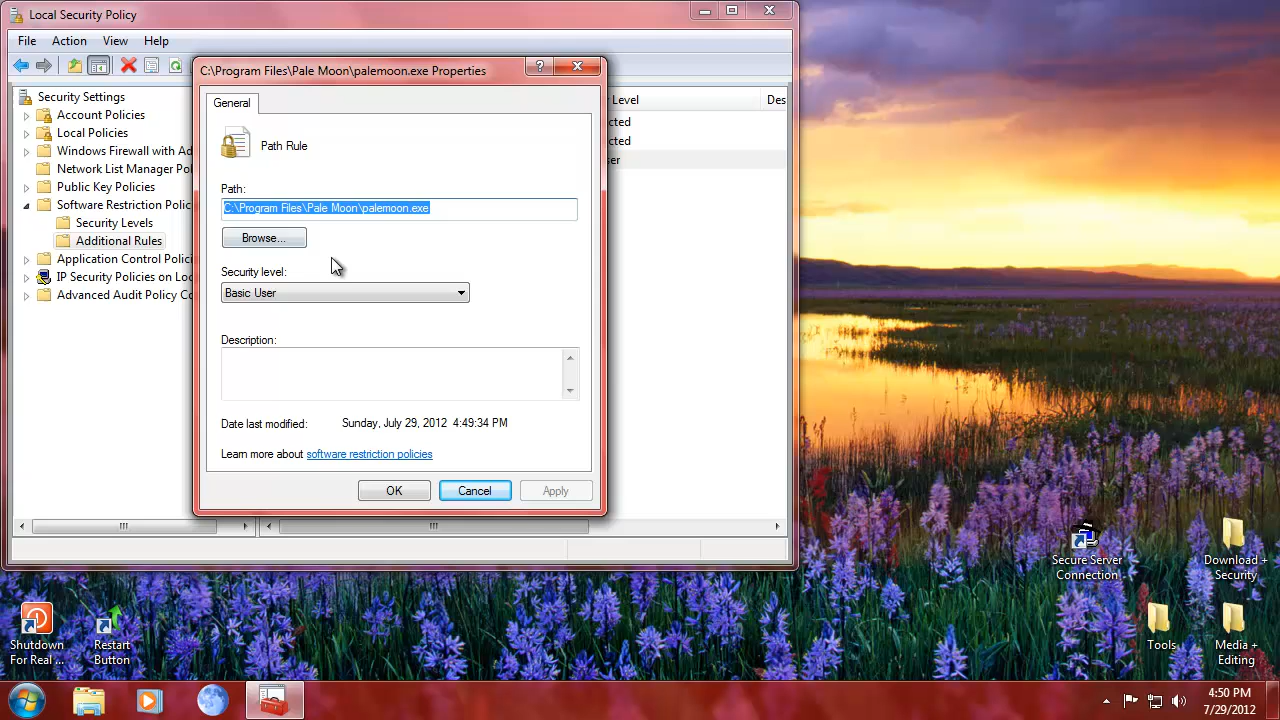 Local Security Policy
File Action View Help
C:\Program Files\Pale Moon\palemoon.exe Properties
?
General
Security Settings
Account Policies
Local Policies
Windows Firewall with Ad
Network List Manager Po
Public Key Policies
Software Restriction Polic
Security Levels
Additional Rules
Application Control Polic
IP Security Policies on Loc
Advanced Audit Policy Co
Level
Des
cted
cted
er
Path Rule
Path:
C:\Program Files\Pale Moon\palemoon.exe
Browse...
Security level:
Basic User
Description:
Date last modified: Sunday, July 29, 2012 4:49:34 PM
Learn more about software restriction policies
OK Cancel Apply
Secure Server
Connection
Download +
Security
Shutdown
For Real ...
Restart
Button
Tools
Media +
Editing
4:50 PM
7/29/2012